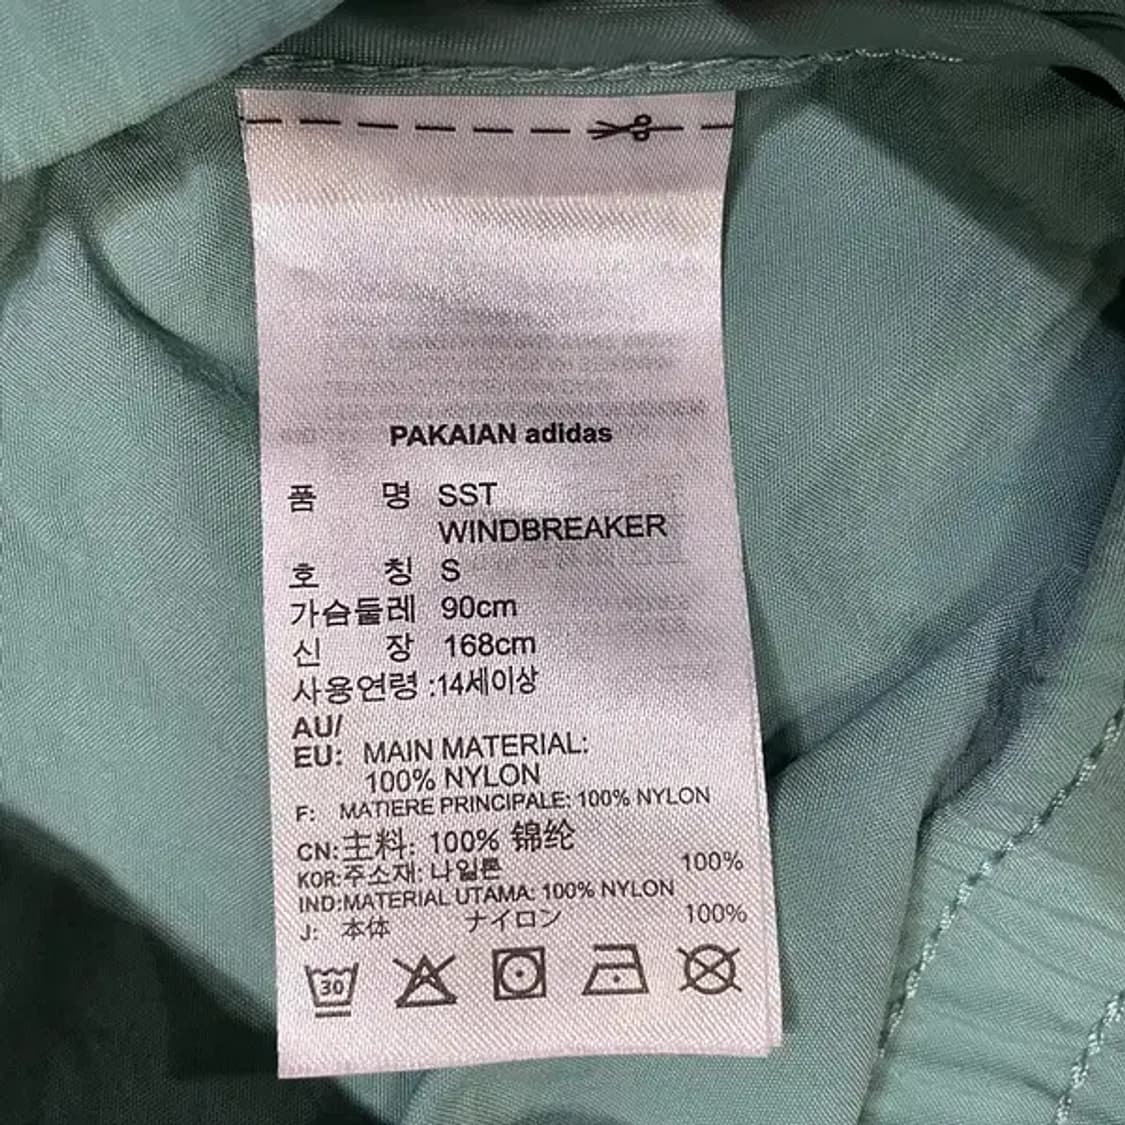 PAKAIAN adidas
품 명 SST
WINDBREAKER
호 칭 S
가슴둘레 90cm
신 장 168cm
사용연령 :14세이상
AU/
EU: MAIN MATERIAL:
100% NYLON
F: MATIERE PRINCIPALE: 100% NYLON
CN:主料: 100% 锦纶
KOR:주소재: 나일론 100%
IND:MATERIAL UTAMA: 100% NYLON
J: 本体 ナイロン 100%
30